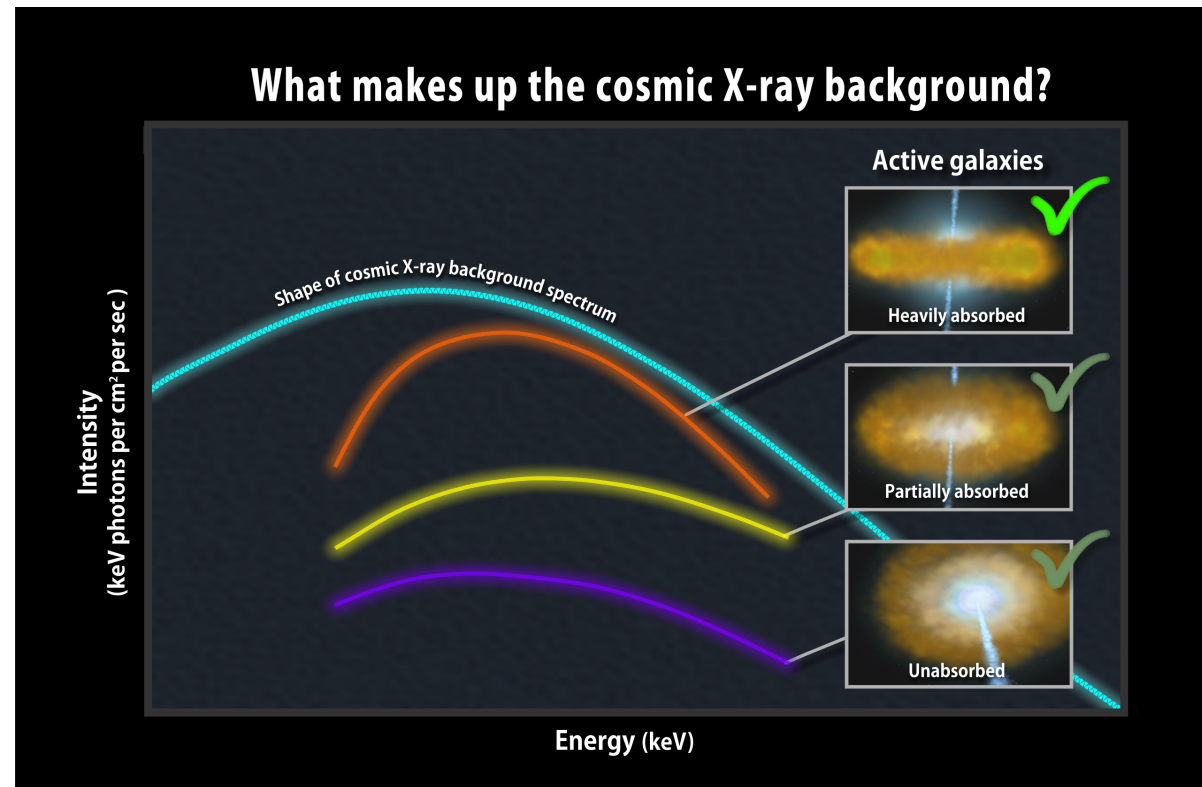 What makes up the cosmic X-ray background?
Active galaxies
Heavily absorbed
Shape of cosmic X-ray background spectrum
Partially absorbed
Unabsorbed
Intensity
(keV photons per cm² per sec )
Energy (keV)